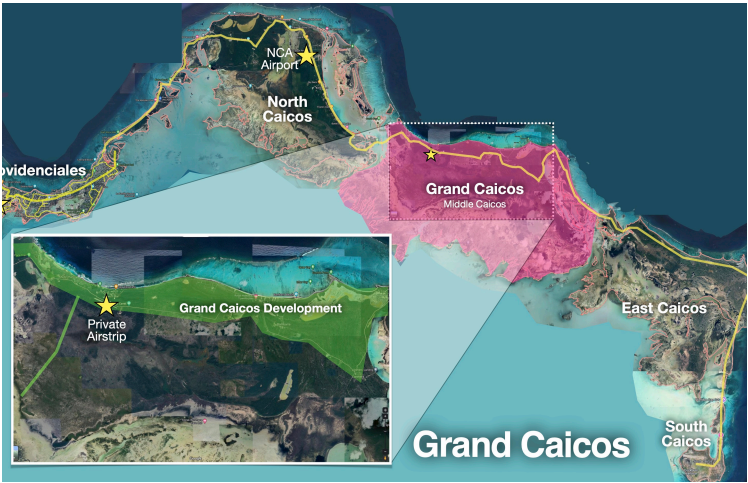 NCA
Airport
North
Caicos
ovidenciales
Grand Caicos
Middle Caicos
Grand Caicos Development
Private
Airstrip
East Caicos
South
Caicos
Grand Caicos